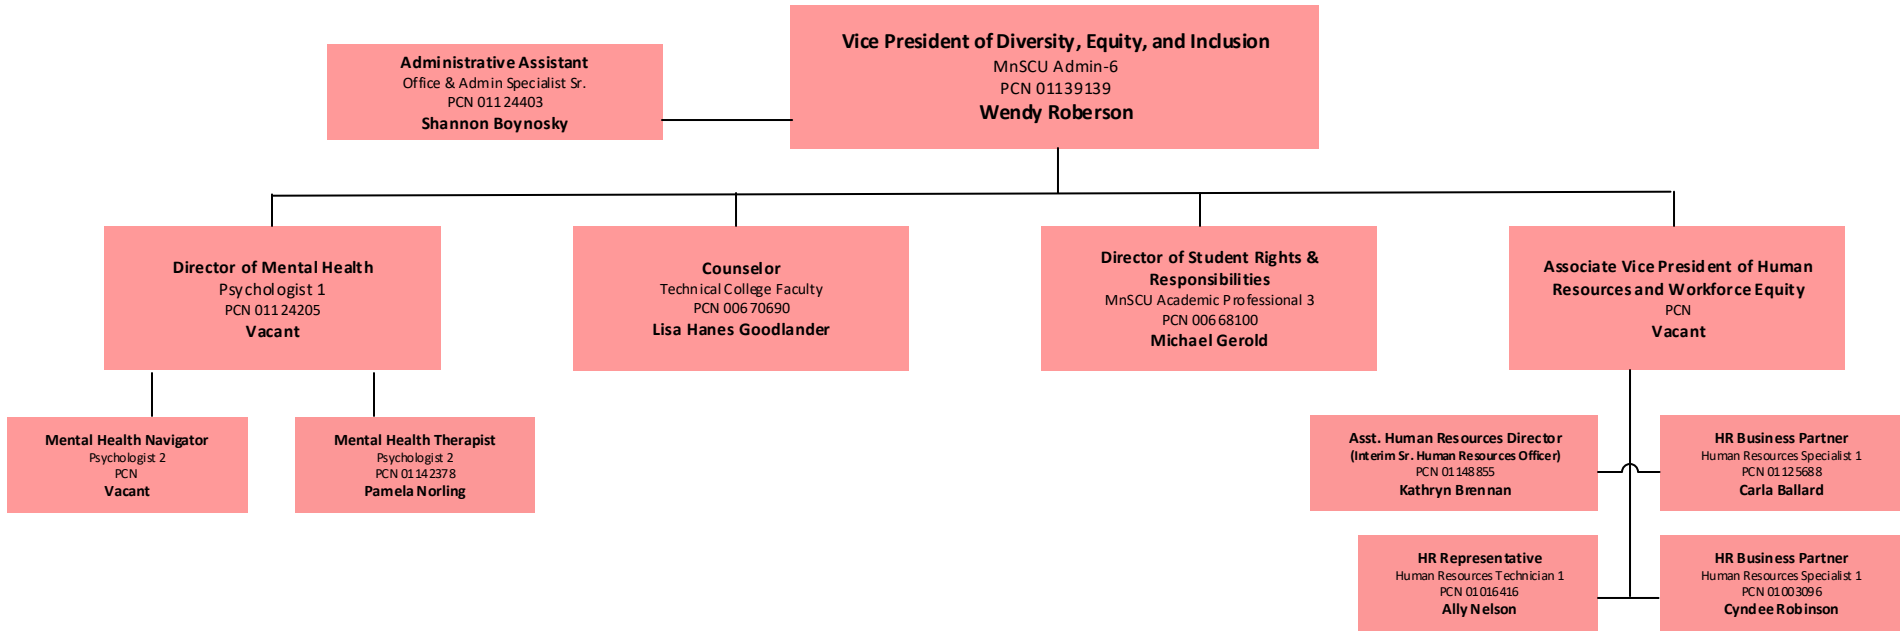 Vice President of Diversity, Equity, and Inclusion
MnSCU Admin-6
PCN 01139139
Wendy Roberson
Administrative Assistant
Office & Admin Specialist Sr.
PCN 01124403
Shannon Boynosky
Director of Mental Health
Psychologist 1
PCN 01124205
Vacant
Counselor
Technical College Faculty
PCN 00670690
Lisa Hanes Goodlander
Director of Student Rights &
Responsibilities
MnSCU Academic Professional 3
PCN 00668100
Michael Gerold
Associate Vice President of Human
Resources and Workforce Equity
PCN
Vacant
Mental Health Navigator
Psychologist 2
PCN
Vacant
Mental Health Therapist
Psychologist 2
PCN 01142378
Pamela Norling
Asst. Human Resources Director
(Interim Sr. Human Resources Officer)
PCN 01148855
Kathryn Brennan
HR Business Partner
Human Resources Specialist 1
PCN 01125688
Carla Ballard
HR Representative
Human Resources Technician 1
PCN 01016416
Ally Nelson
HR Business Partner
Human Resources Specialist 1
PCN 01003096
Cyndee Robinson